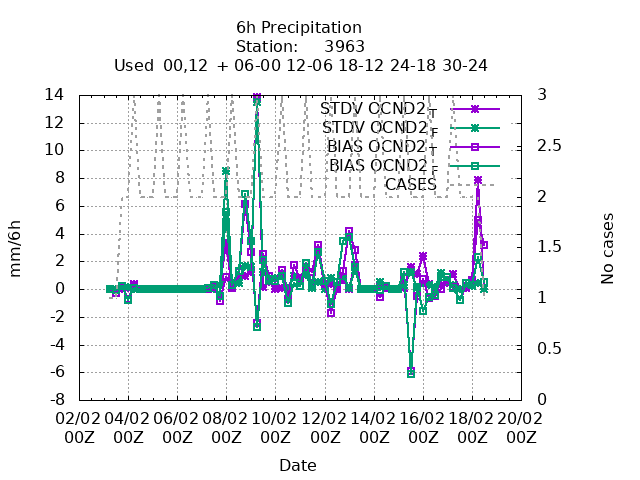 6h Precipitation
Station: 3963
Used 00,12 + 06-00 12-06 18-12 24-18 30-24
14
12
10
8
6
4
2
0
-2
-4
-6
-8
mm/6h
3
2.5
2
1.5
1
0.5
0
No cases
STDV OCND2 T
STDV OCND2 F
BIAS OCND2 T
BIAS OCND2 F
CASES
02/02 04/02 06/02 08/02 10/02 12/02 14/02 16/02 18/02 20/02
00Z 00Z 00Z 00Z 00Z 00Z 00Z 00Z 00Z 00Z
Date